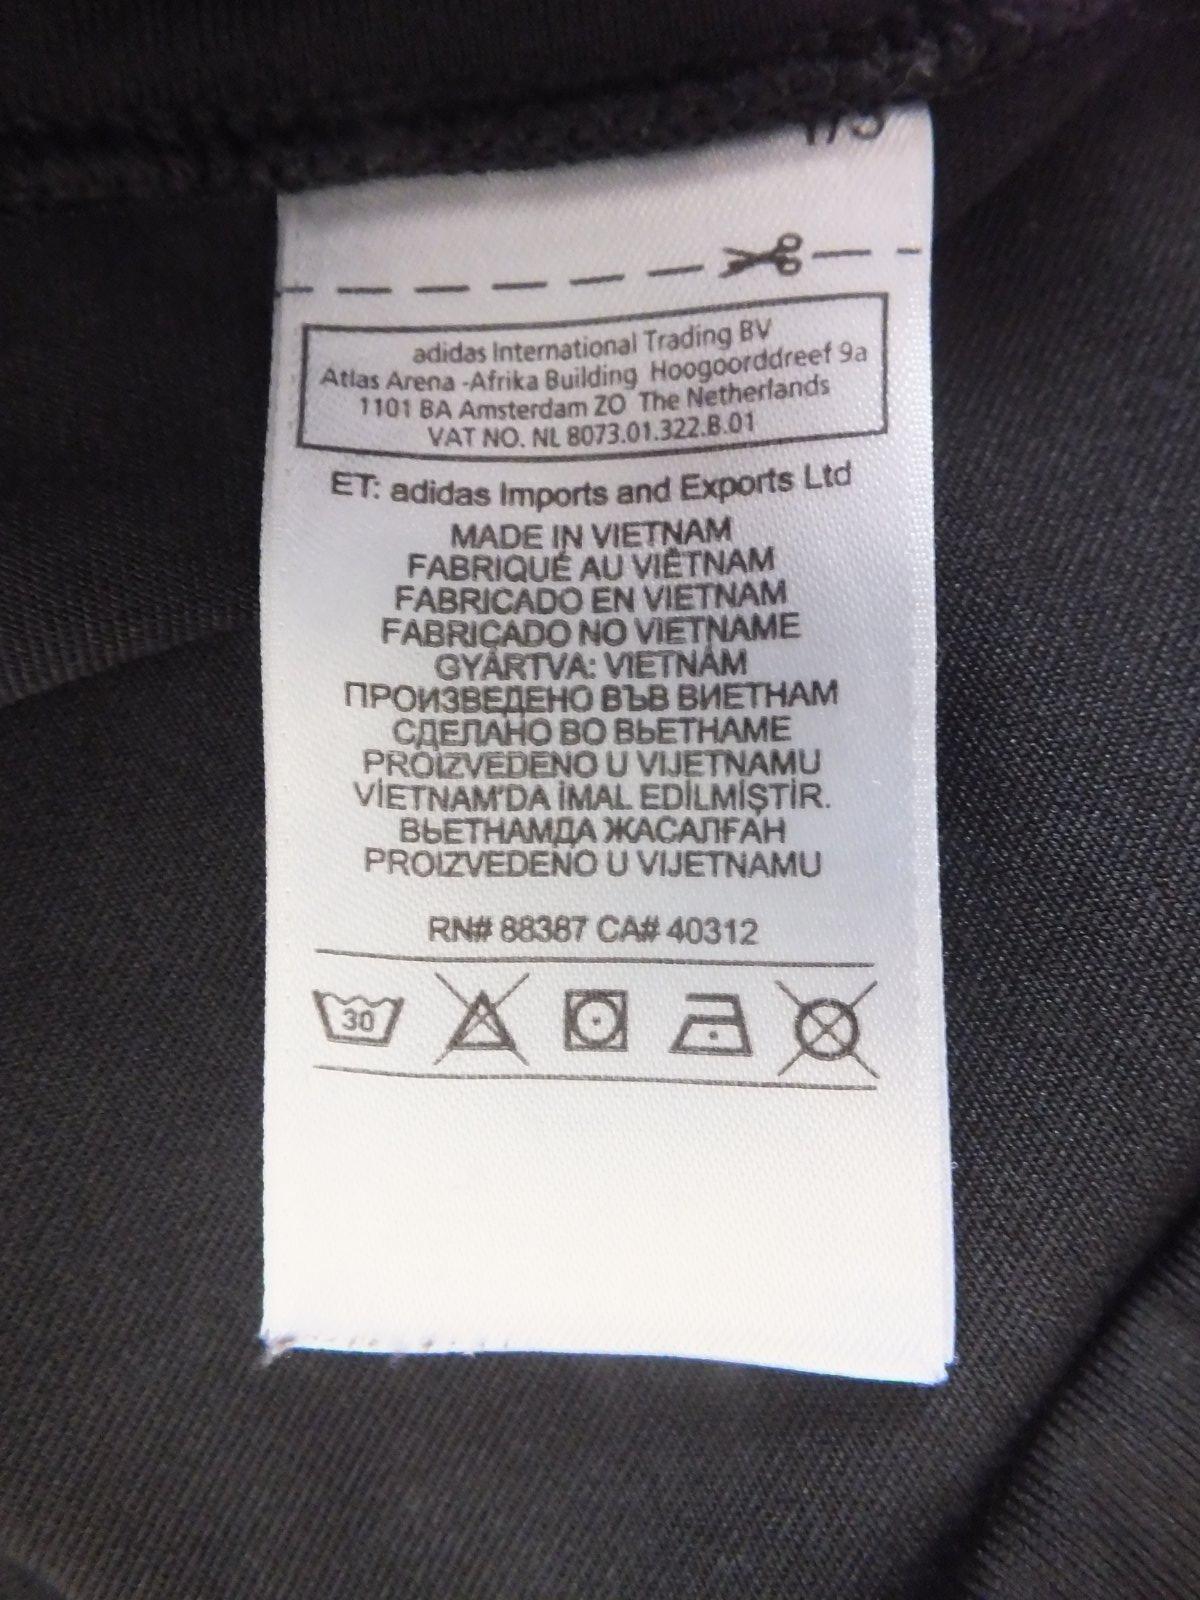 adidas International Trading BV
Atlas Arena -Afrika Building Hoogoorddreef 9a
1101 BA Amsterdam ZO The Netherlands
VAT NO. NL 8073.01.322.B.01
ET: adidas Imports and Exports Ltd
MADE IN VIETNAM
FABRIQUÉ AU VIÊTNAM
FABRICADO EN VIETNAM
FABRICADO NO VIETNAME
GYÁRTVA: VIETNÁM
ПРОИЗВЕДЕНО ВЪВ ВИЕТНАМ
СДЕЛАНО ВО ВЬЕТНАМЕ
PROIZVEDENO U VIJETNAMU
VİETNAM'DA İMAL EDİLMİŞTİR.
ВЬЕТНАМДА ЖАСАЛҒАН
PROIZVEDENO U VIJETNAMU
RN# 88387 CA# 40312
30